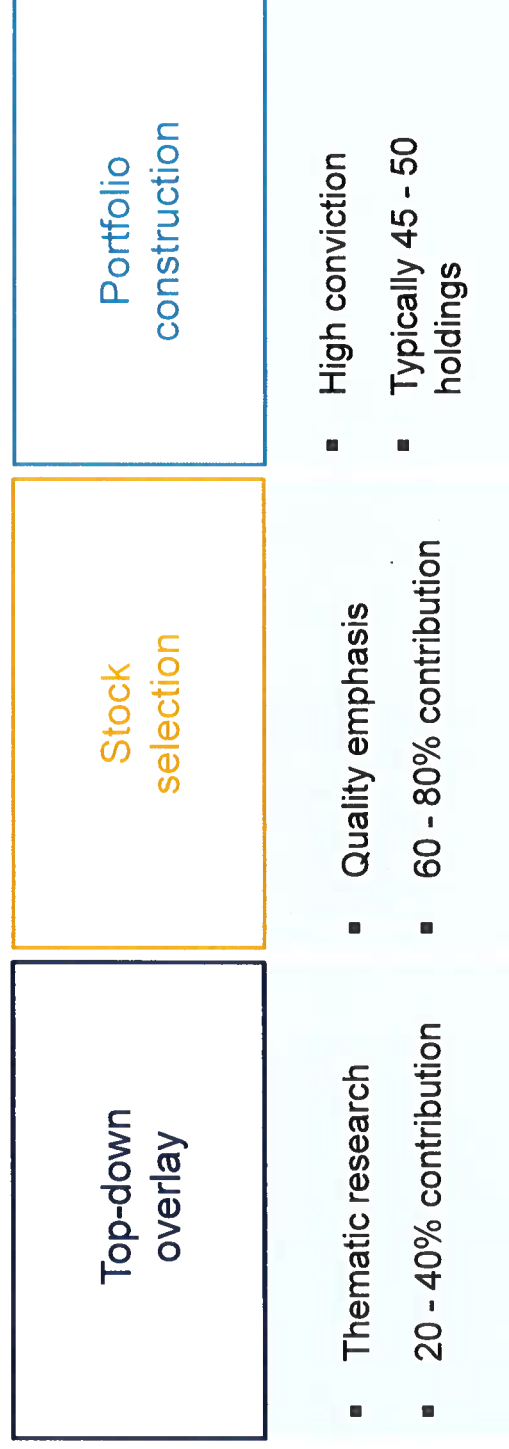 Top-down
overlay
▪ Thematic research
▪ 20 - 40% contribution
Stock
selection
▪ Quality emphasis
▪ 60 - 80% contribution
Portfolio
construction
▪ High conviction
▪ Typically 45 - 50
holdings